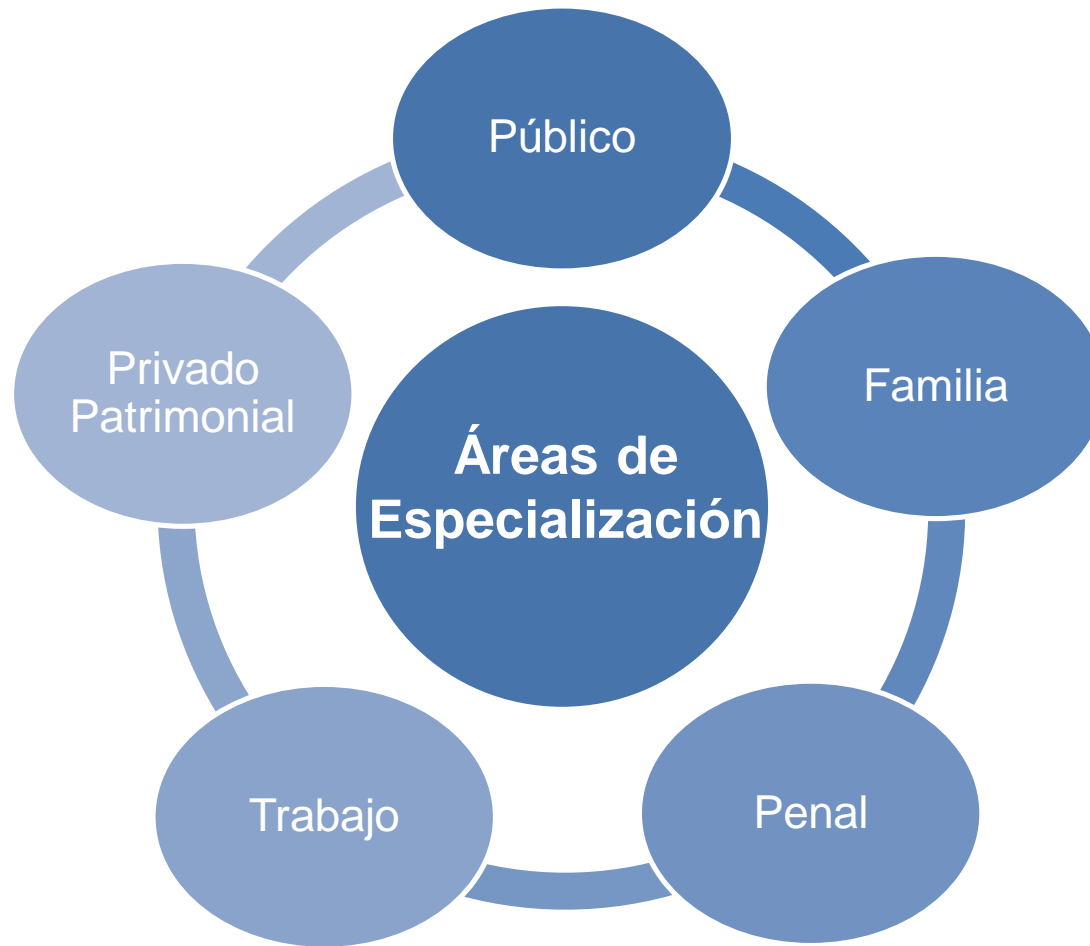 Público
Familia
Penal
Trabajo
Privado
Patrimonial
Áreas de
Especialización